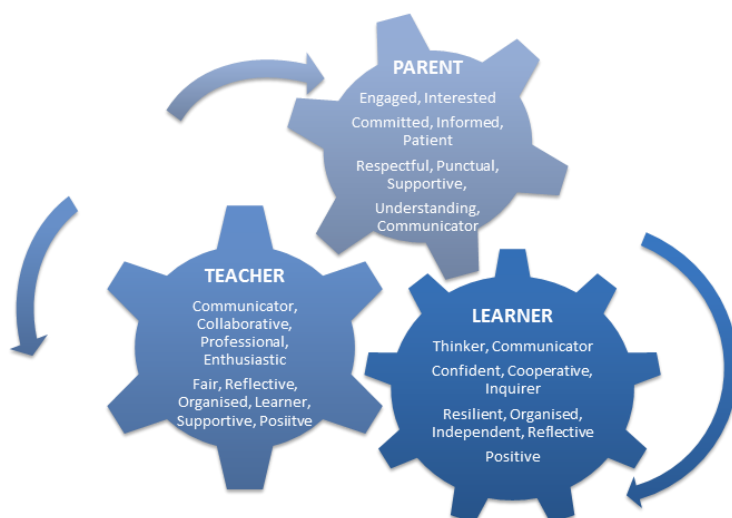 PARENT
Engaged, Interested
Committed, Informed,
Patient
Respectful, Punctual,
Supportive,
Understanding,
Communicator
TEACHER
Communicator,
Collaborative,
Professional,
Enthusiastic
Fair, Reflective,
Organised, Learner,
Supportive, Posiitve
LEARNER
Thinker, Communicator
Confident, Cooperative,
Inquirer
Resilient, Organised,
Independent, Reflective
Positive